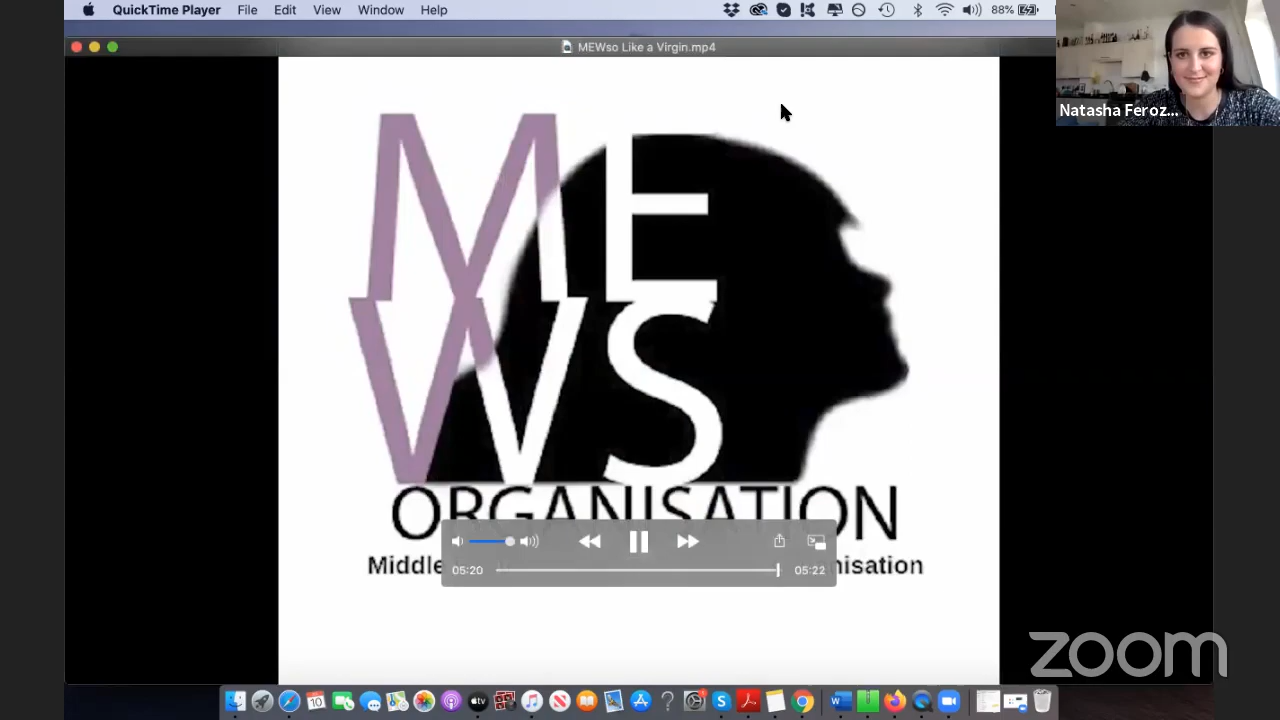 QuickTime Player File Edit View Window Help 88%
MEWso Like a Virgin.mp4
Natasha Feroz...
ME
WS
ORGANISATION
Middle nisation
05:20 05:22
10
zoom